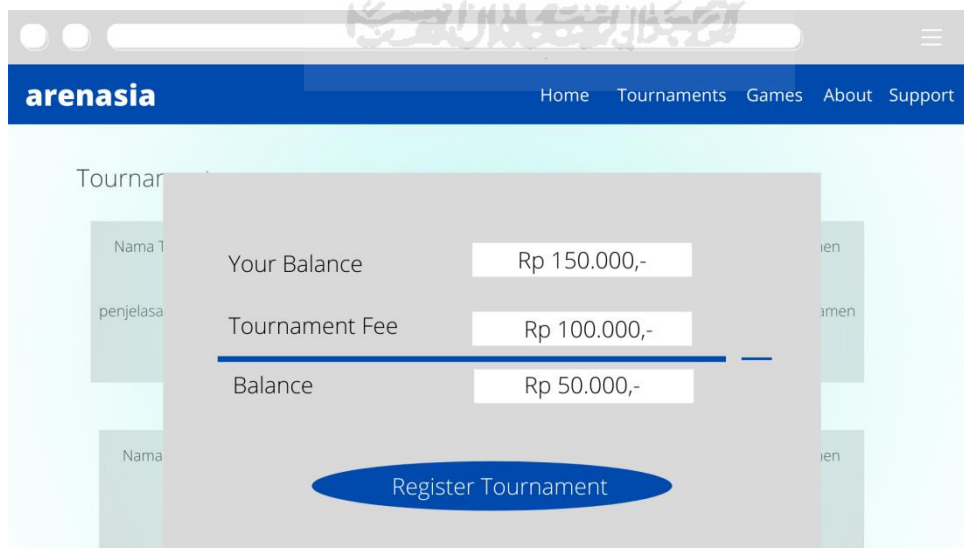 arenasia
Home Tournaments Games About Support
Your Balance Rp 150.000,-
Tournament Fee Rp 100.000,-
Balance Rp 50.000,-
Register Tournament
Nama
penjelasa
Nama
amen